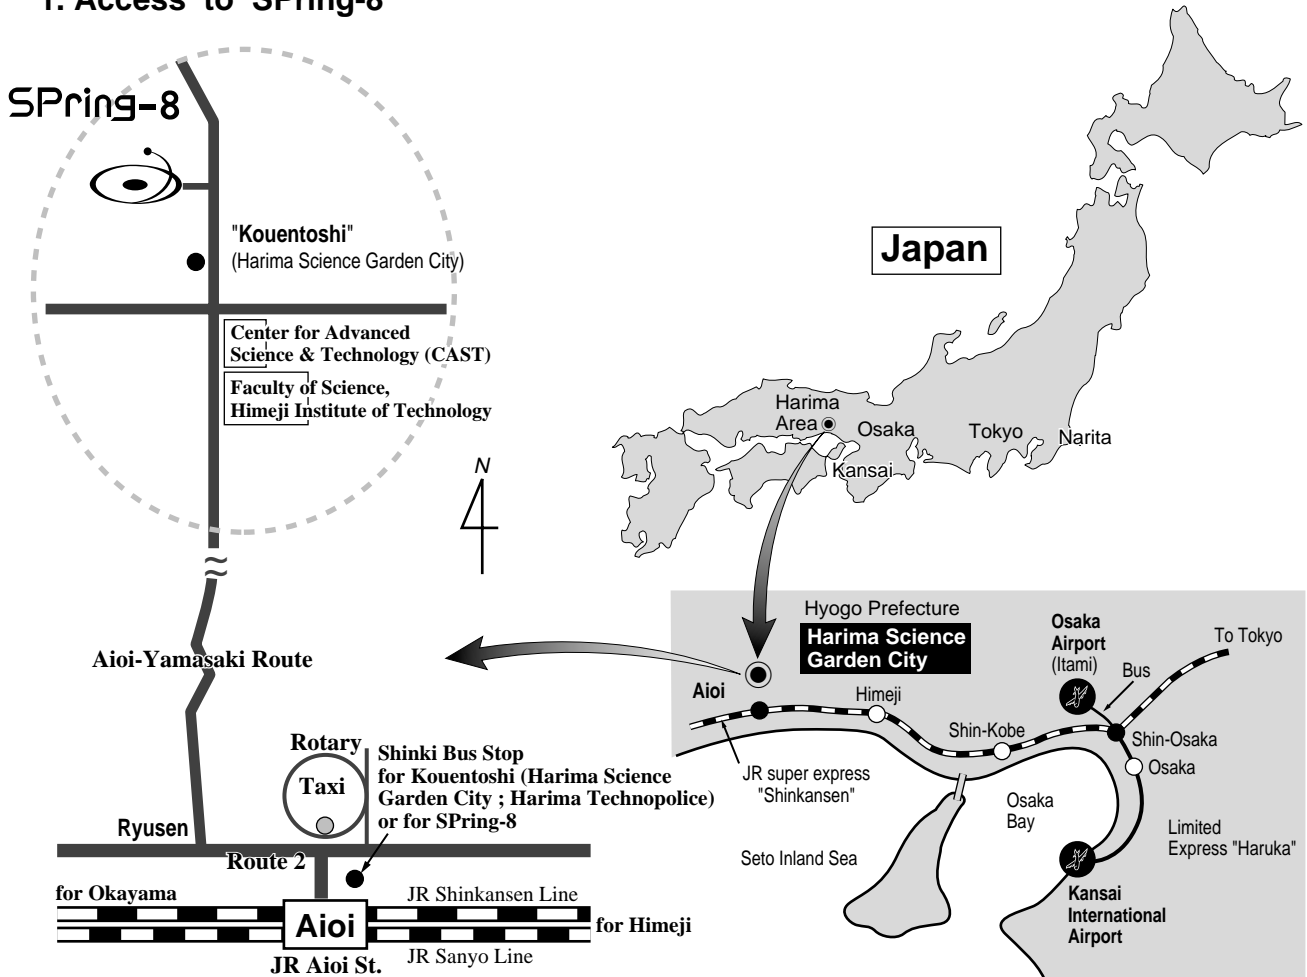 1. Access to SPring-8
SPring-8
"Kouentoshi"
(Harima Science Garden City)
Center for Advanced
Science & Technology (CAST)
Faculty of Science,
Himeji Institute of Technology
N
Aioi-Yamasaki Route
Rotary
Taxi
Shinki Bus Stop
for Kouentoshi (Harima Science
Garden City ; Harima Technopolice)
or for SPring-8
Ryusen
Route 2
for Okayama
JR Shinkansen Line
Aioi
for Himeji
JR Sanyo Line
JR Aioi St.
Japan
Harima
Area
Osaka
Tokyo
Narita
Kansai
Hyogo Prefecture
Harima Science
Garden City
Osaka
Airport
(Itami)
To Tokyo
Bus
Aioi
Himeji
Shin-Kobe
Shin-Osaka
Osaka
JR super express
"Shinkansen"
Osaka
Bay
Limited
Express "Haruka"
Seto Inland Sea
Kansai
International
Airport